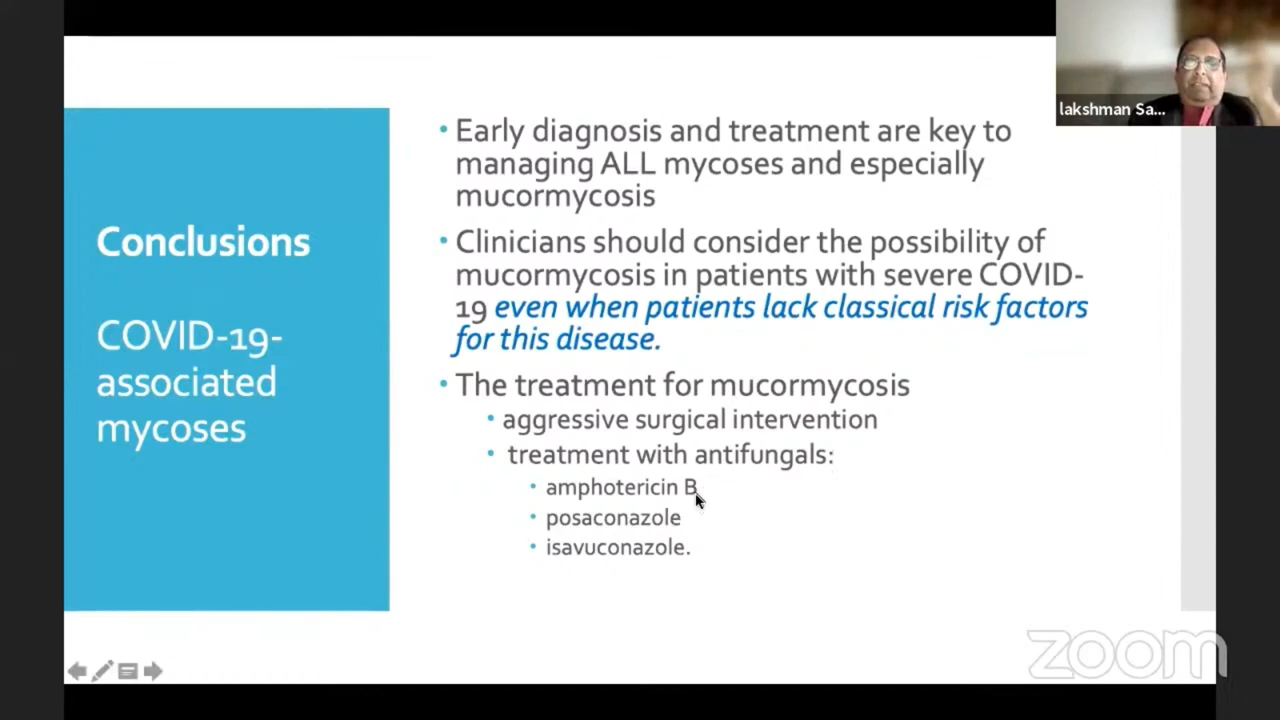 lakshman Sa...
Conclusions
COVID-19-
associated
mycoses
• Early diagnosis and treatment are key to
managing ALL mycoses and especially
mucormycosis
• Clinicians should consider the possibility of
mucormycosis in patients with severe COVID-
19 even when patients lack classical risk factors
for this disease.
• The treatment for mucormycosis
• aggressive surgical intervention
• treatment with antifungals:
• amphotericin B
• posaconazole
• isavuconazole.
zoom